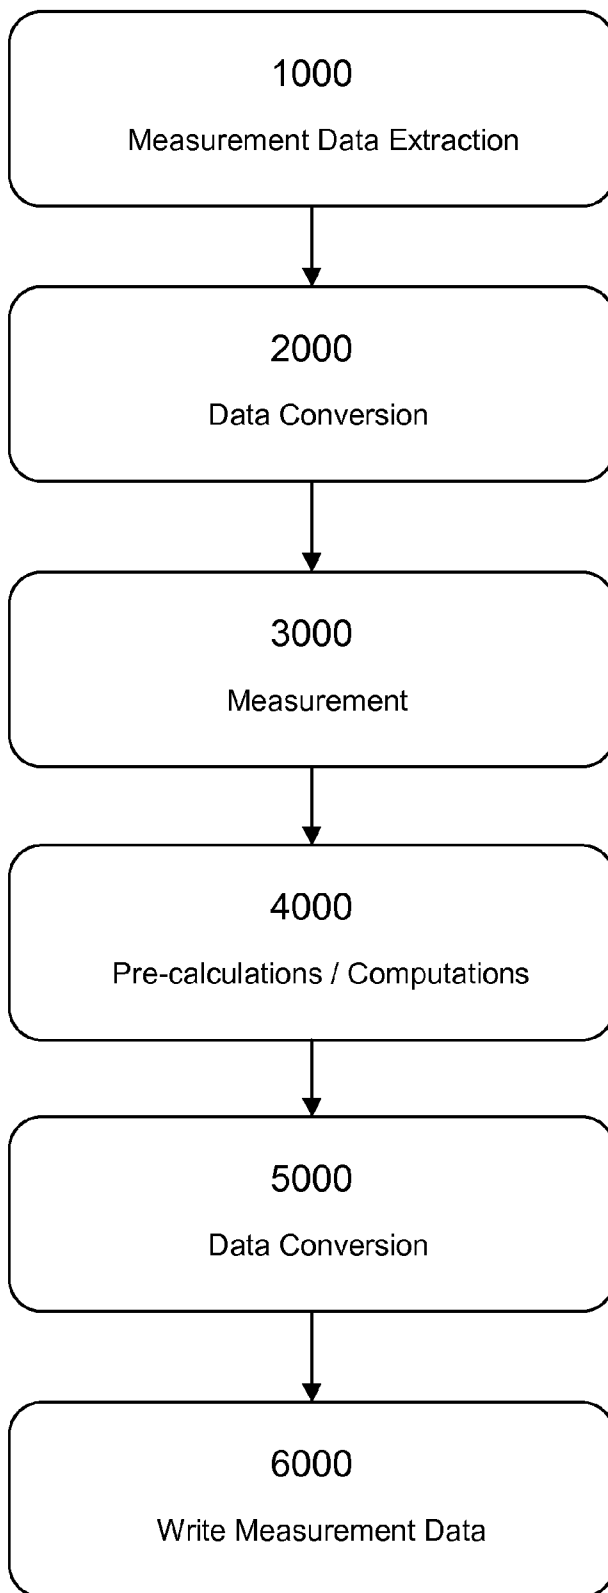 1000
Measurement Data Extraction
2000
Data Conversion
3000
Measurement
4000
Pre-calculations / Computations
5000
Data Conversion
6000
Write Measurement Data